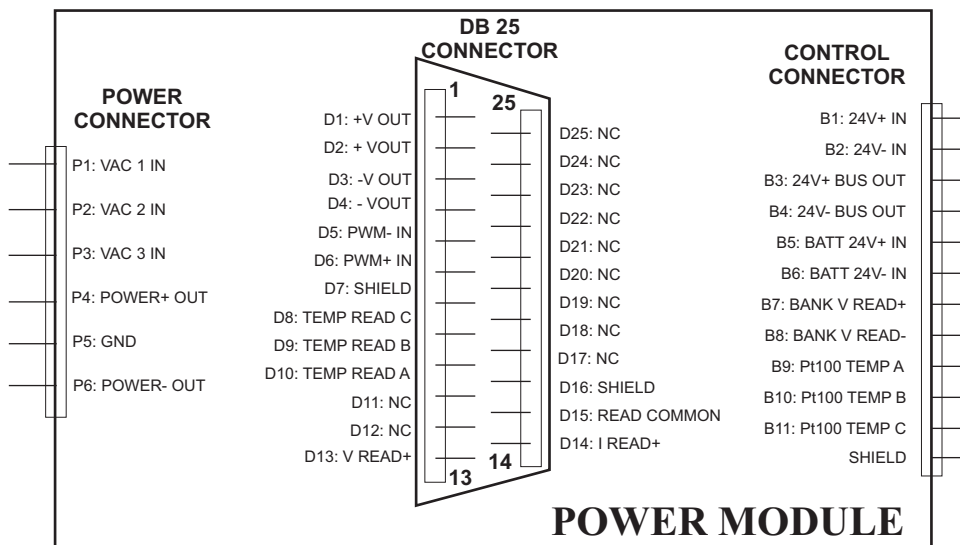 DB 25
CONNECTOR
POWER
CONNECTOR
P1: VAC 1 IN
P2: VAC 2 IN
P3: VAC 3 IN
P4: POWER+ OUT
P5: GND
P6: POWER- OUT
1
D1: +V OUT
D2: + VOUT
D3: -V OUT
D4: - VOUT
D5: PWM- IN
D6: PWM+ IN
D7: SHIELD
D8: TEMP READ C
D9: TEMP READ B
D10: TEMP READ A
D11: NC
D12: NC
D13: V READ+
13
25
D25: NC
D24: NC
D23: NC
D22: NC
D21: NC
D20: NC
D19: NC
D18: NC
D17: NC
D16: SHIELD
D15: READ COMMON
D14: I READ+
14
CONTROL
CONNECTOR
B1: 24V+ IN
B2: 24V- IN
B3: 24V+ BUS OUT
B4: 24V- BUS OUT
B5: BATT 24V+ IN
B6: BATT 24V- IN
B7: BANK V READ+
B8: BANK V READ-
B9: Pt100 TEMP A
B10: Pt100 TEMP B
B11: Pt100 TEMP C
SHIELD
POWER MODULE